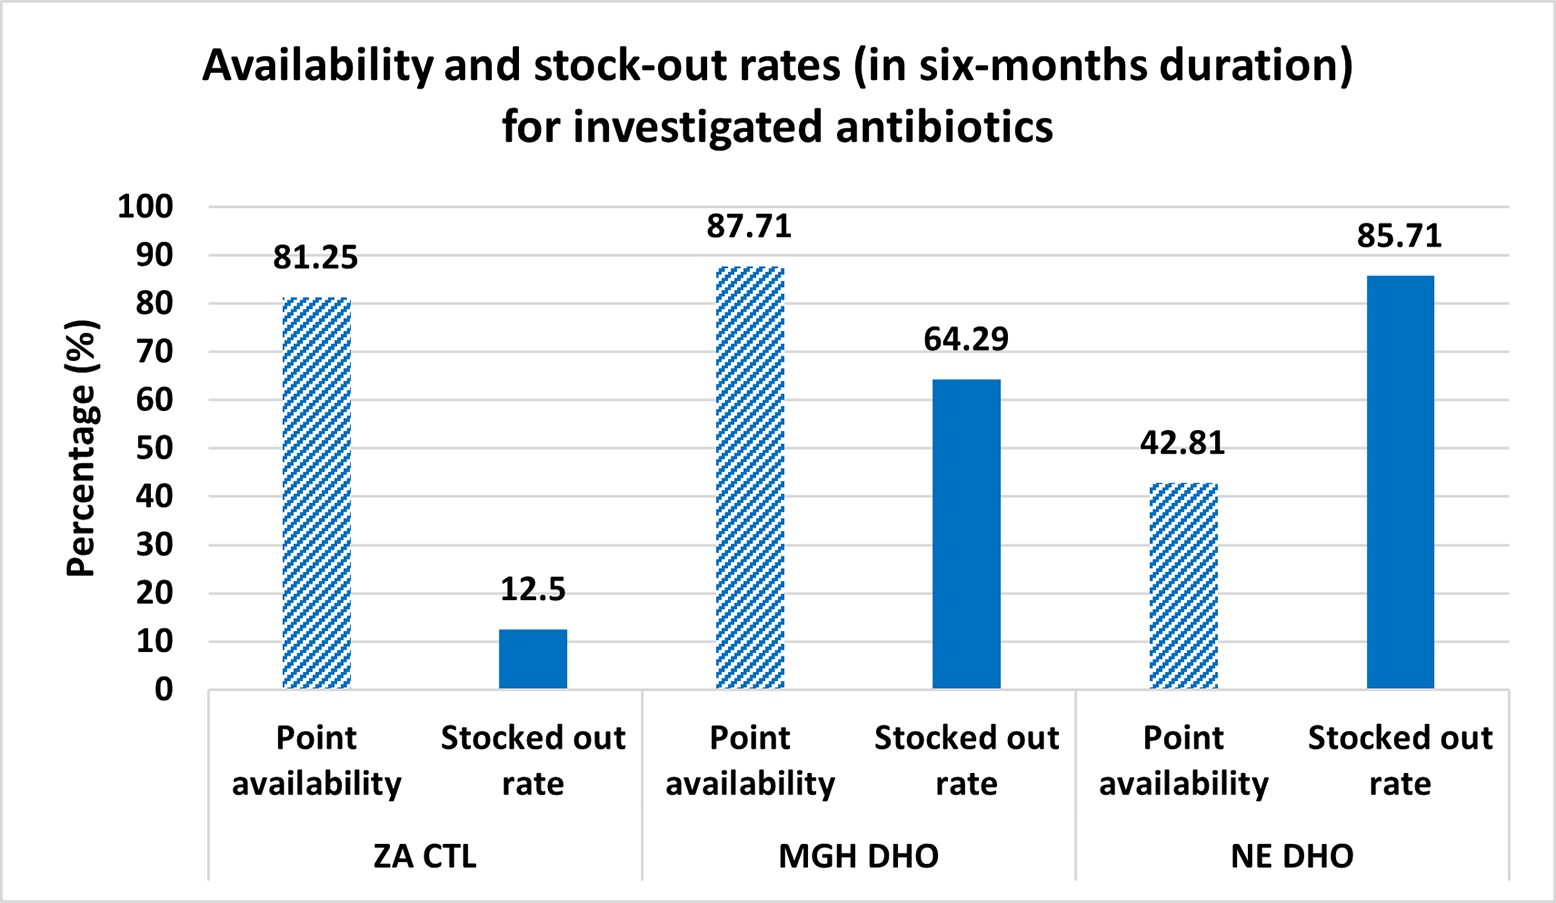 Availability and stock-out rates (in six-months duration)
for investigated antibiotics
Percentage (%)
100
90
80
70
60
50
40
30
20
10
0
81.25
12.5
87.71
64.29
42.81
85.71
Point
availability
Stocked out
rate
Point
availability
Stocked out
rate
Point
availability
Stocked out
rate
ZA CTL
MGH DHO
NE DHO